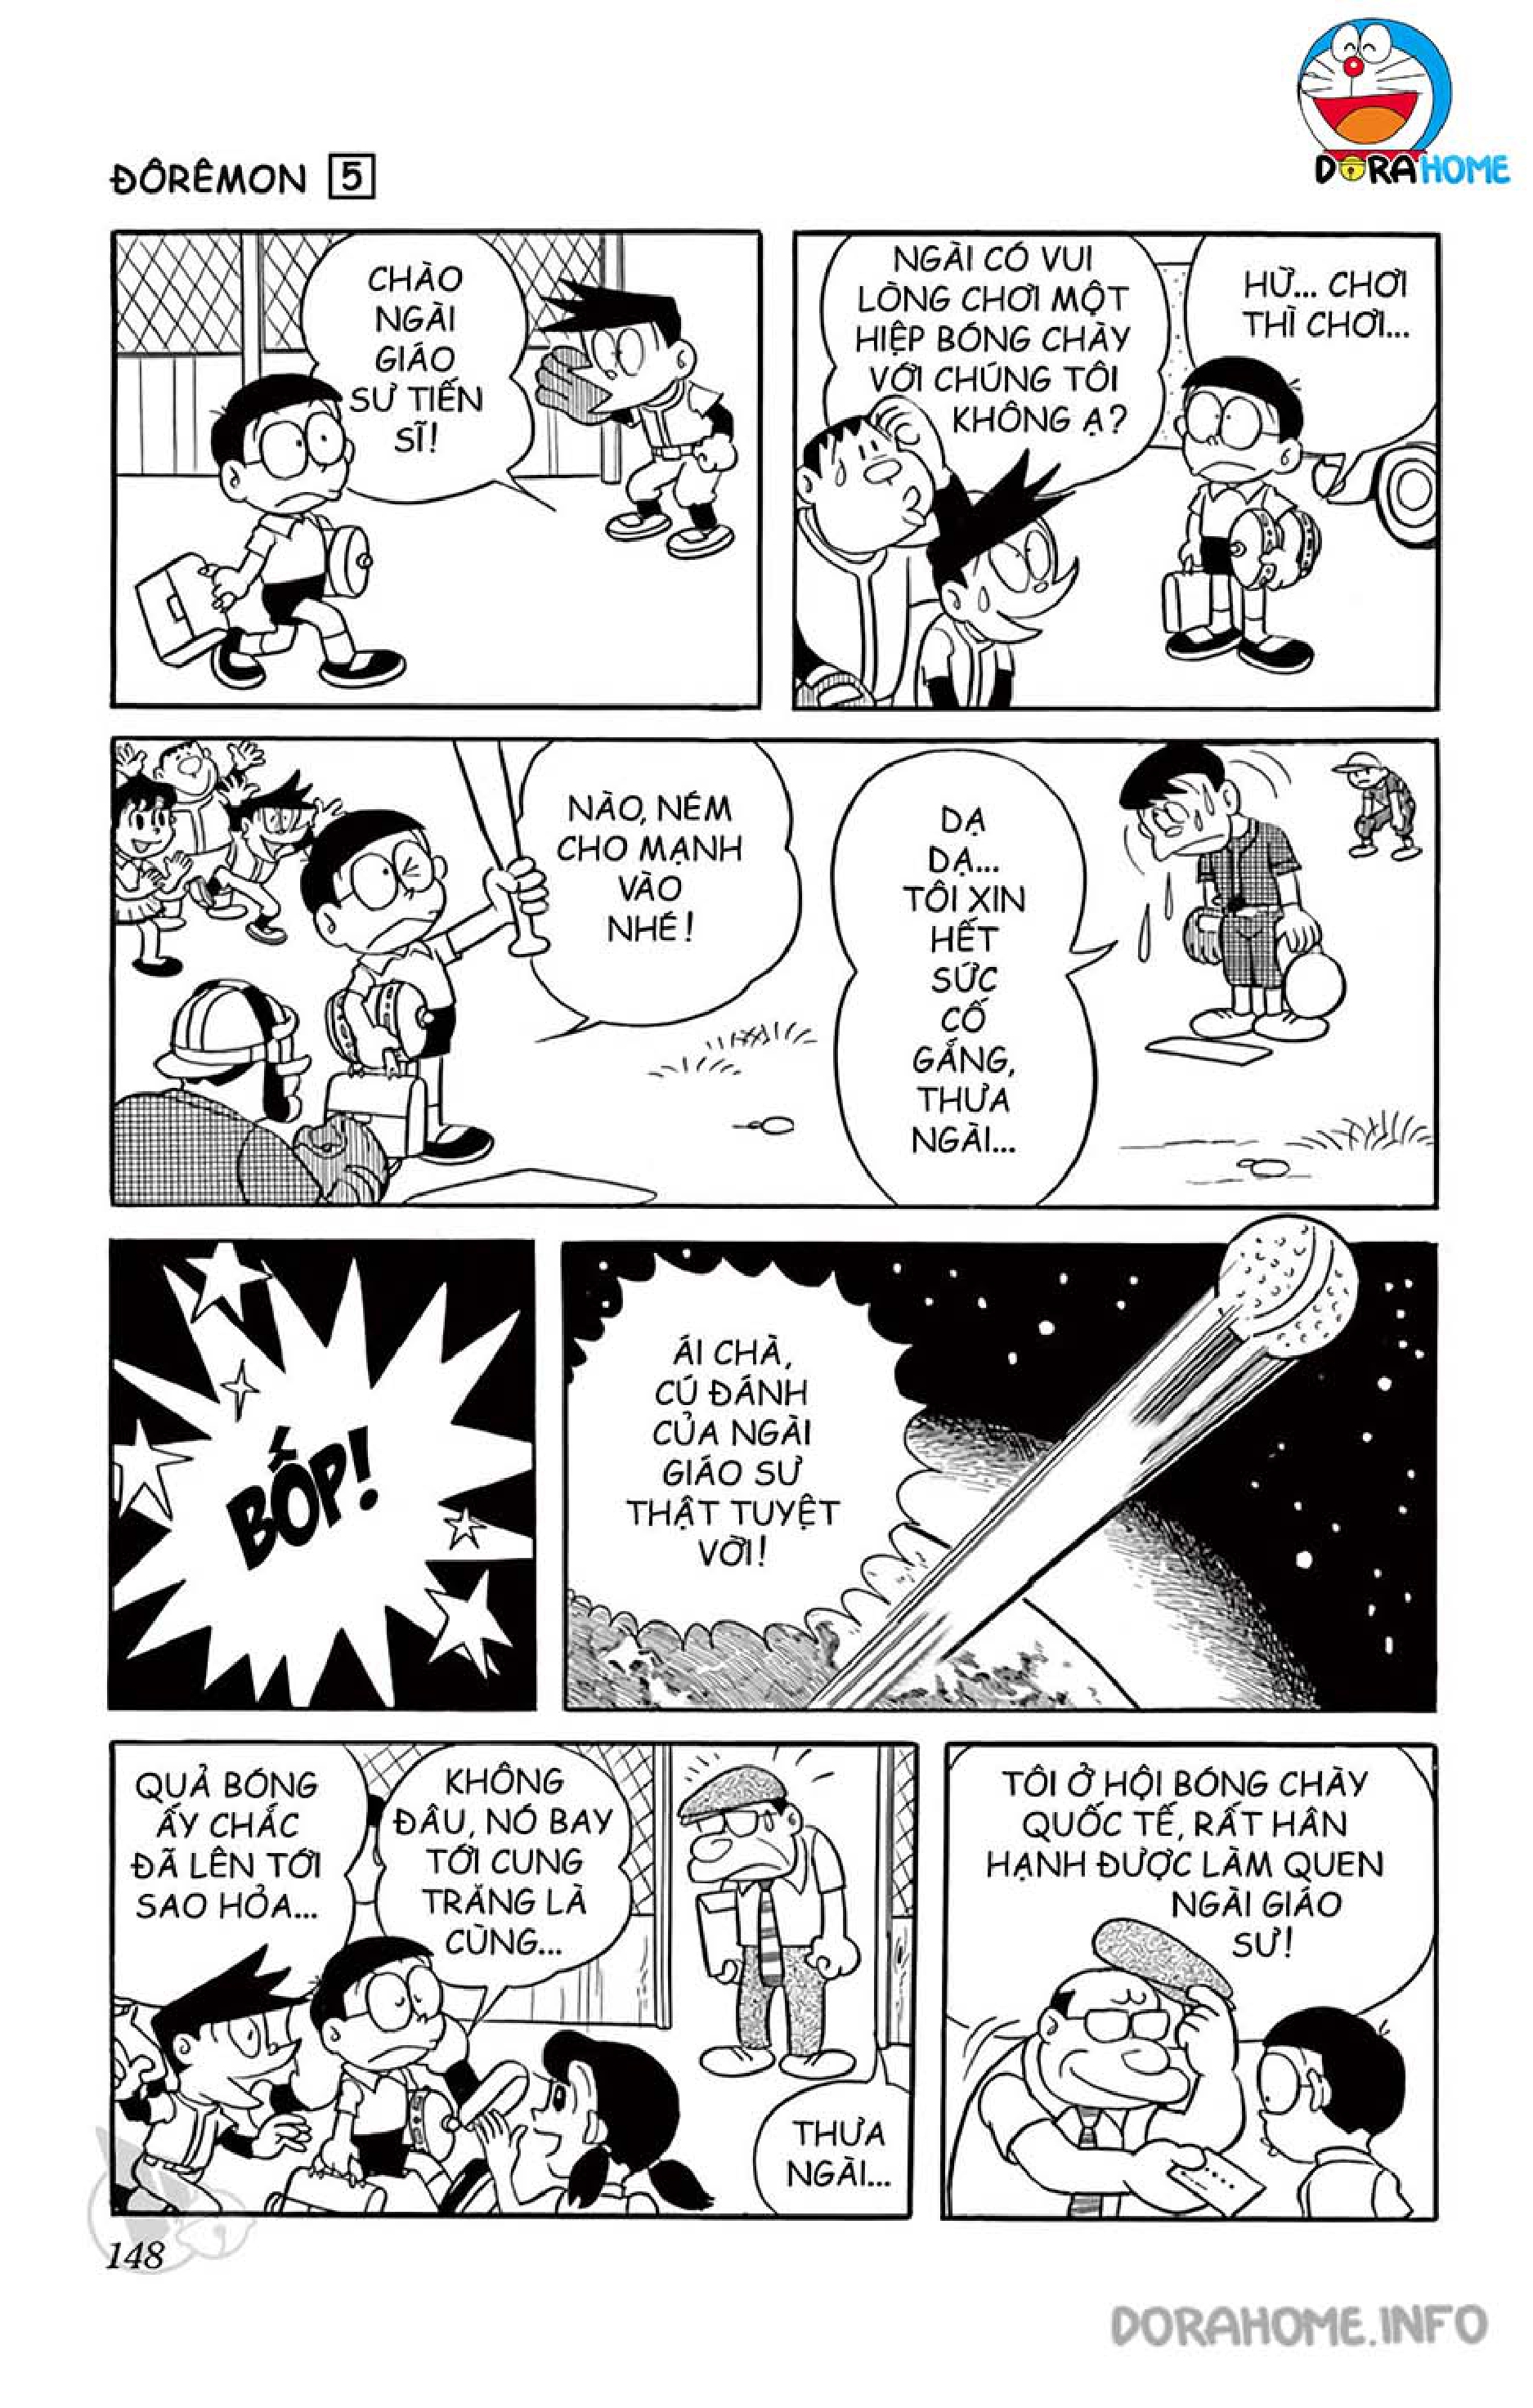 DORAHOME
ĐÔRÊMON 5
CHÀO
NGÀI
GIÁO
SƯ TIẾN
SĨ!
NGÀI CÓ VUI
LÒNG CHƠI MỘT
HIỆP BÓNG CHÀY
VỚI CHÚNG TÔI
KHÔNG Ạ?
HỪ... CHƠI
THÌ CHƠI...
NÀO, NÉM
CHO MẠNH
VÀO
NHÉ!
DẠ
DẠ...
TÔI XIN
HẾT
SỨC
CỐ
GẮNG,
THƯA
NGÀI...
BỐP!
ÁI CHÀ,
CÚ ĐÁNH
CỦA NGÀI
GIÁO SƯ
THẬT TUYỆT
VỜI!
QUẢ BÓNG
ẤY CHẮC
ĐÃ LÊN TỚI
SAO HỎA...
KHÔNG
ĐÂU, NÓ BAY
TỚI CUNG
TRĂNG LÀ
CÙNG...
THƯA
NGÀI...
TÔI Ở HỘI BÓNG CHÀY
QUỐC TẾ, RẤT HÂN
HẠNH ĐƯỢC LÀM QUEN
NGÀI GIÁO
SƯ!
148
DORAHOME.INFO